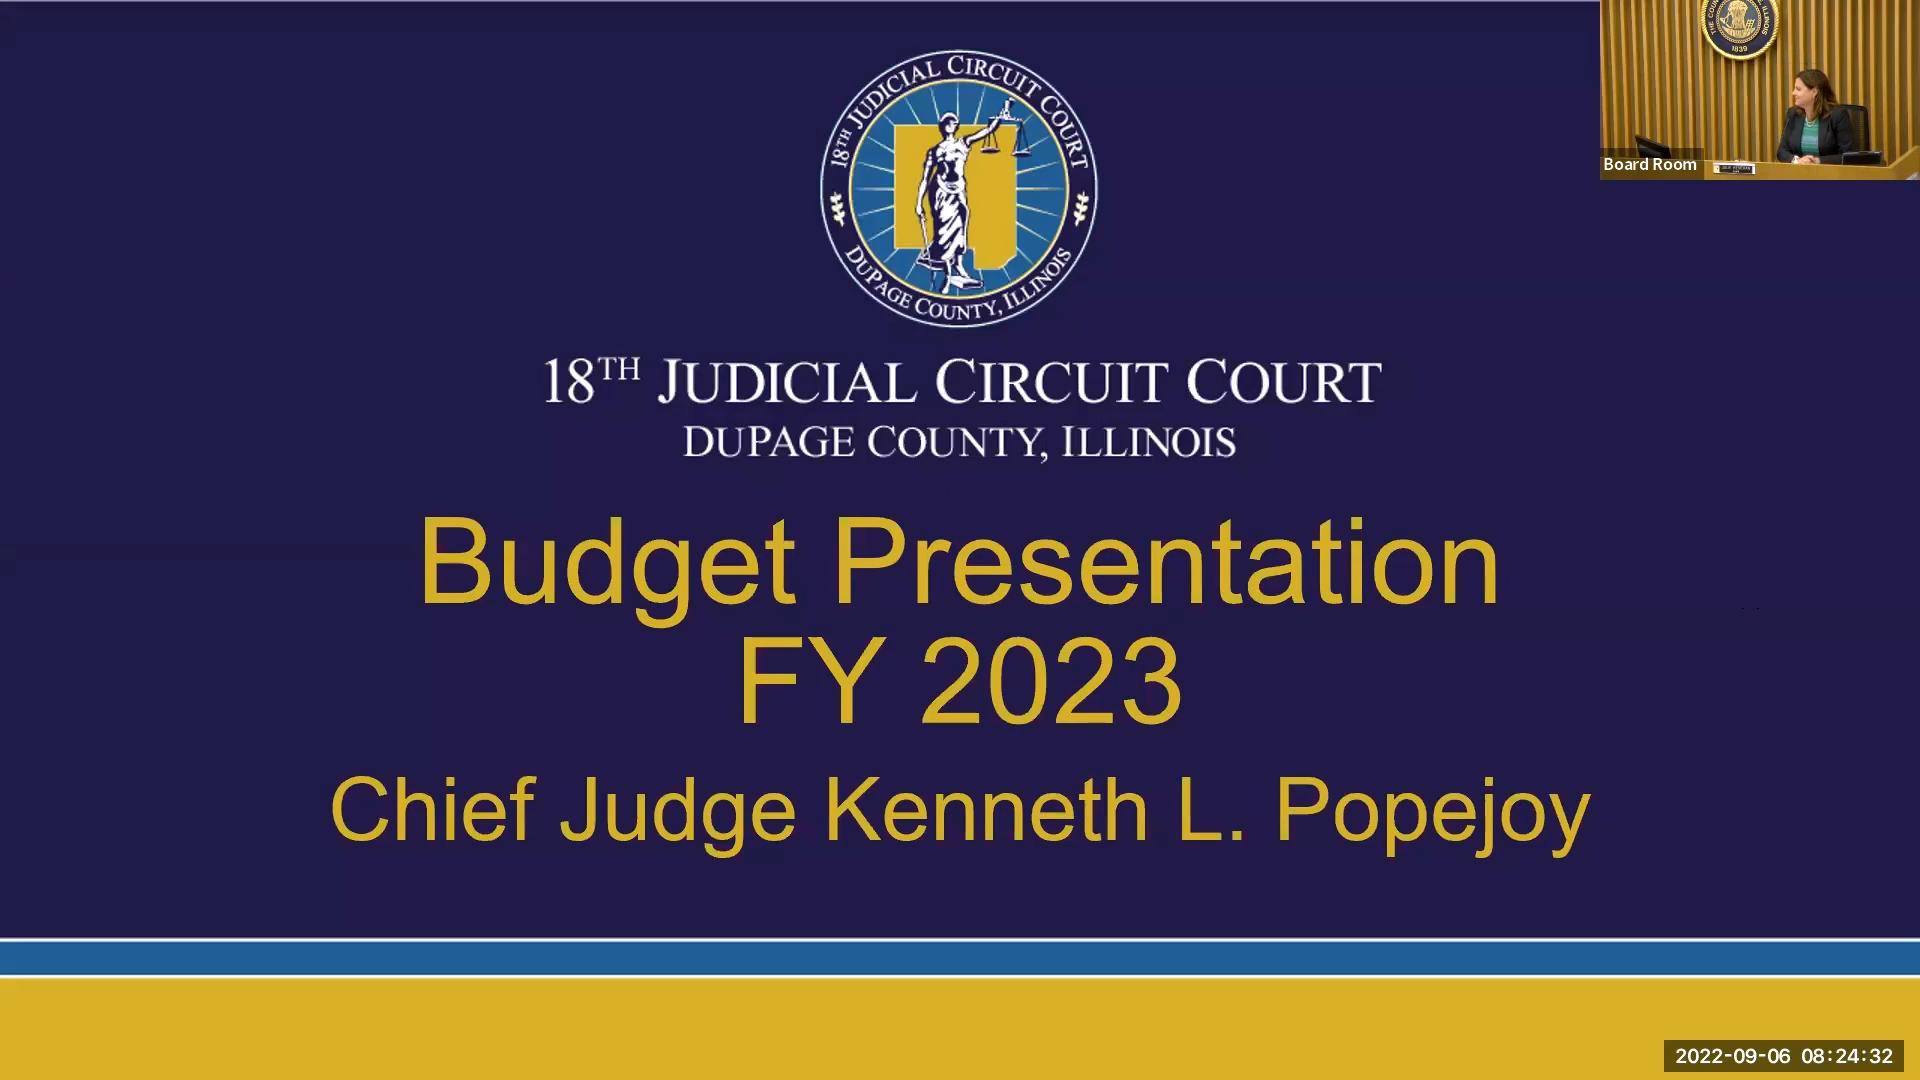 18TH JUDICIAL CIRCUIT COURT
DUPAGE COUNTY, ILLINOIS
1839
Board Room
18TH JUDICIAL CIRCUIT COURT
DUPAGE COUNTY, ILLINOIS
Budget Presentation
FY 2023
Chief Judge Kenneth L. Popejoy
2022-09-06 08:24:32